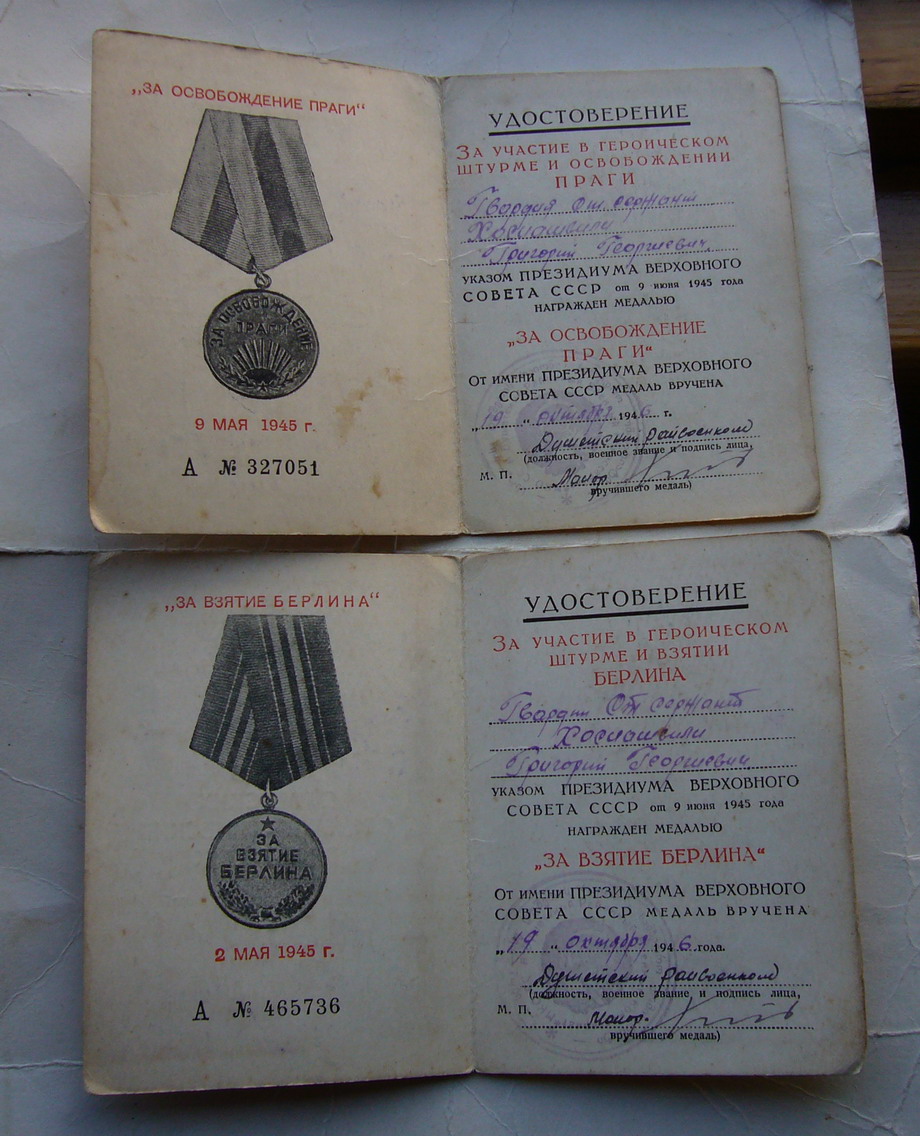 „ЗА ОСВОБОЖДЕНИЕ ПРАГИ“
ЗА ОСВОБОЖДЕНИЕ
ПРАГИ
9 МАЯ 1945 г.
А № 327051
УДОСТОВЕРЕНИЕ
ЗА УЧАСТИЕ В ГЕРОИЧЕСКОМ
ШТУРМЕ И ОСВОБОЖДЕНИИ
ПРАГИ
Гвардия Ст сержант
Григорий Георгиевич
УКАЗОМ ПРЕЗИДИУМА ВЕРХОВНОГО
СОВЕТА СССР от 9 июня 1945 года
НАГРАЖДЕН МЕДАЛЬЮ
„ЗА ОСВОБОЖДЕНИЕ
ПРАГИ“
От имени ПРЕЗИДИУМА ВЕРХОВНОГО
СОВЕТА СССР МЕДАЛЬ ВРУЧЕНА
„19“ октября 1946 г.
Душетский райвоенком
(должность, военное звание и подпись лица,
М. П. Майор
вручившего медаль)
„ЗА ВЗЯТИЕ БЕРЛИНА“
ЗА
ВЗЯТИЕ
БЕРЛИНА
2 МАЯ 1945 г.
А № 465736
УДОСТОВЕРЕНИЕ
ЗА УЧАСТИЕ В ГЕРОИЧЕСКОМ
ШТУРМЕ И ВЗЯТИИ
БЕРЛИНА
Гвардии Ст сержант
Григорий Георгиевич
УКАЗОМ ПРЕЗИДИУМА ВЕРХОВНОГО
СОВЕТА СССР от 9 июня 1945 года
НАГРАЖДЕН МЕДАЛЬЮ
„ЗА ВЗЯТИЕ БЕРЛИНА“
От имени ПРЕЗИДИУМА ВЕРХОВНОГО
СОВЕТА СССР МЕДАЛЬ ВРУЧЕНА
„19“ октября 1946 года.
Душетский райвоенком
(должность, военное звание и подпись лица,
М. П. Майор.
вручившего медаль)